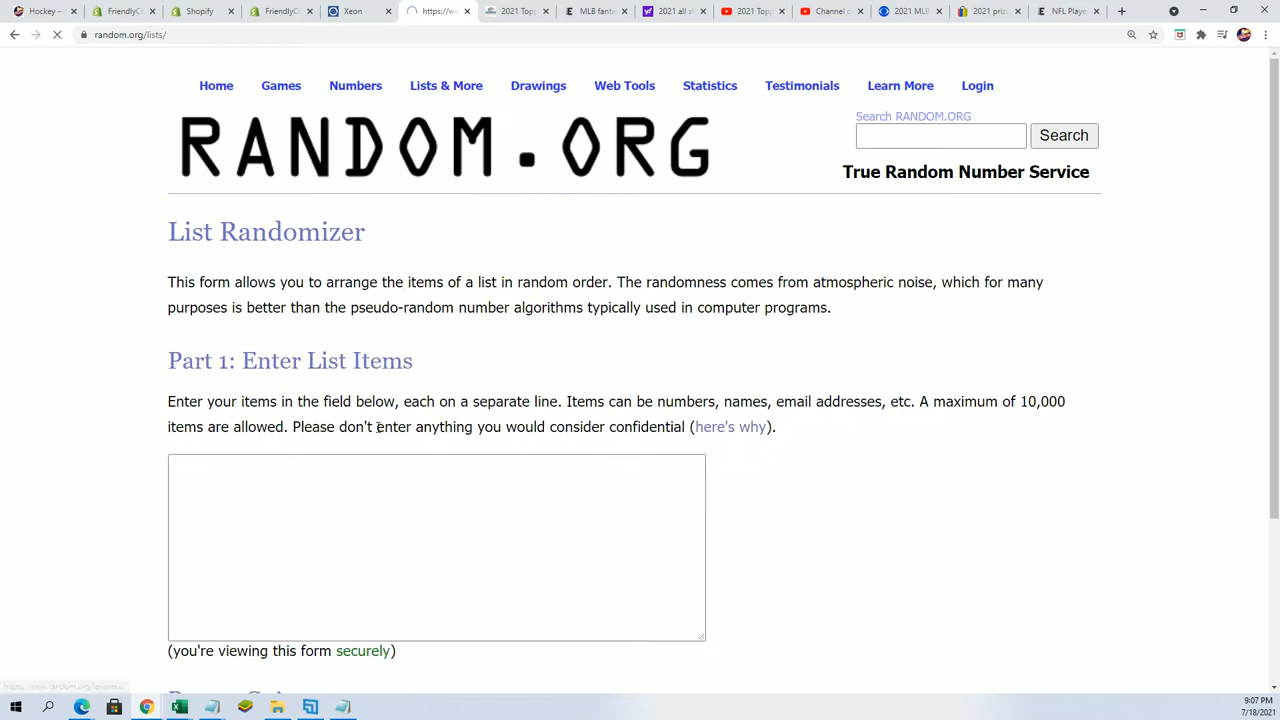 Hockey –
FriendlyC
Shopify
FriendlyC
Xeon
https://we
2021 Topp
MLB fanta
2021 all s
2021 Topp
Channel c
2021 MLB
2021 priz
NFL Playe
random.org/lists/
Home Games Numbers Lists & More Drawings Web Tools Statistics Testimonials Learn More Login
Search RANDOM.ORG
RANDOM.ORG
Search
True Random Number Service
List Randomizer
This form allows you to arrange the items of a list in random order. The randomness comes from atmospheric noise, which for many
purposes is better than the pseudo-random number algorithms typically used in computer programs.
Part 1: Enter List Items
Enter your items in the field below, each on a separate line. Items can be numbers, names, email addresses, etc. A maximum of 10,000
items are allowed. Please don't enter anything you would consider confidential (here's why).
(you're viewing this form securely)
9:07 PM
7/18/2021